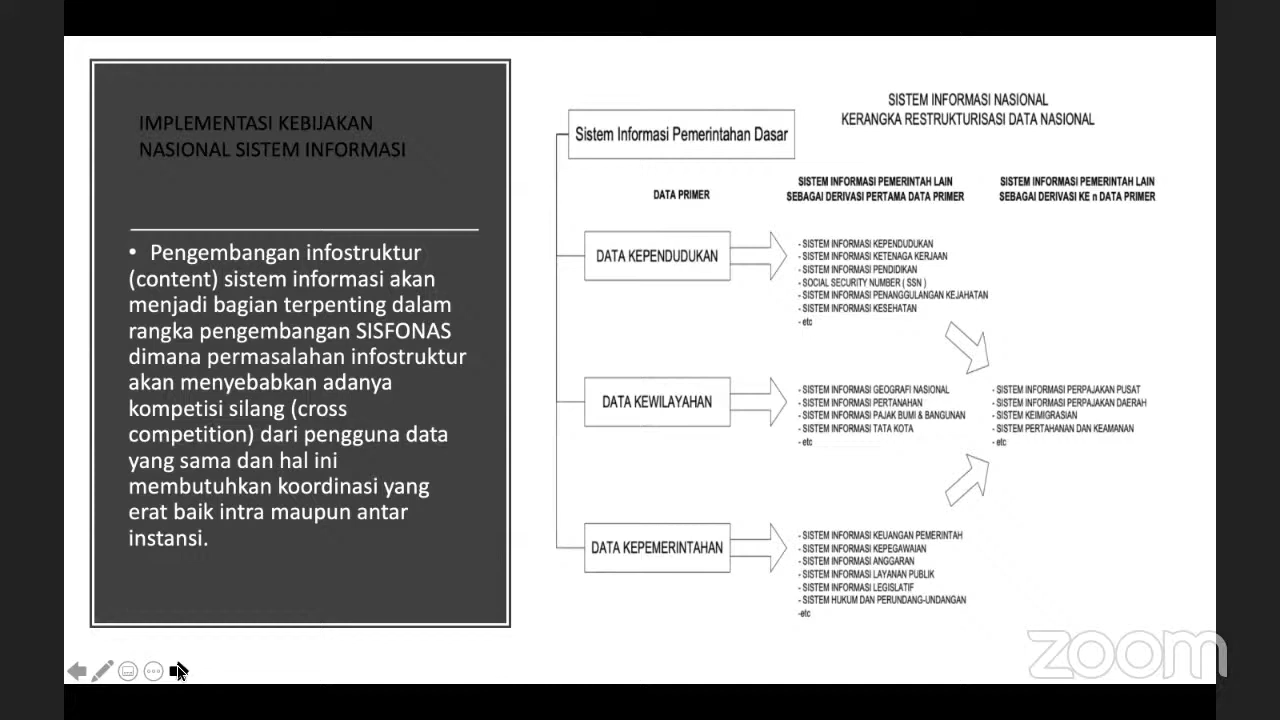 IMPLEMENTASI KEBIJAKAN
NASIONAL SISTEM INFORMASI
• Pengembangan infostruktur
(content) sistem informasi akan
menjadi bagian terpenting dalam
rangka pengembangan SISFONAS
dimana permasalahan infostruktur
akan menyebabkan adanya
kompetisi silang (cross
competition) dari pengguna data
yang sama dan hal ini
membutuhkan koordinasi yang
erat baik intra maupun antar
instansi.
SISTEM INFORMASI NASIONAL
KERANGKA RESTRUKTURISASI DATA NASIONAL
Sistem Informasi Pemerintahan Dasar
DATA PRIMER
SISTEM INFORMASI PEMERINTAH LAIN
SEBAGAI DERIVASI PERTAMA DATA PRIMER
SISTEM INFORMASI PEMERINTAH LAIN
SEBAGAI DERIVASI KE n DATA PRIMER
DATA KEPENDUDUKAN
- SISTEM INFORMASI KEPENDUDUKAN
- SISTEM INFORMASI KETENAGA KERJAAN
- SISTEM INFORMASI PENDIDIKAN
- SOCIAL SECURITY NUMBER ( SSN )
- SISTEM INFORMASI PENANGGULANGAN KEJAHATAN
- SISTEM INFORMASI KESEHATAN
- etc
DATA KEWILAYAHAN
- SISTEM INFORMASI GEOGRAFI NASIONAL
- SISTEM INFORMASI PERTANAHAN
- SISTEM INFORMASI PAJAK BUMI & BANGUNAN
- SISTEM INFORMASI TATA KOTA
- etc
- SISTEM INFORMASI PERPAJAKAN PUSAT
- SISTEM INFORMASI PERPAJAKAN DAERAH
- SISTEM KEIMIGRASIAN
- SISTEM PERTAHANAN DAN KEAMANAN
- etc
DATA KEPEMERINTAHAN
- SISTEM INFORMASI KEUANGAN PEMERINTAH
- SISTEM INFORMASI KEPEGAWAIAN
- SISTEM INFORMASI ANGGARAN
- SISTEM INFORMASI LAYANAN PUBLIK
- SISTEM INFORMASI LEGISLATIF
- SISTEM HUKUM DAN PERUNDANG-UNDANGAN
-etc
zoom